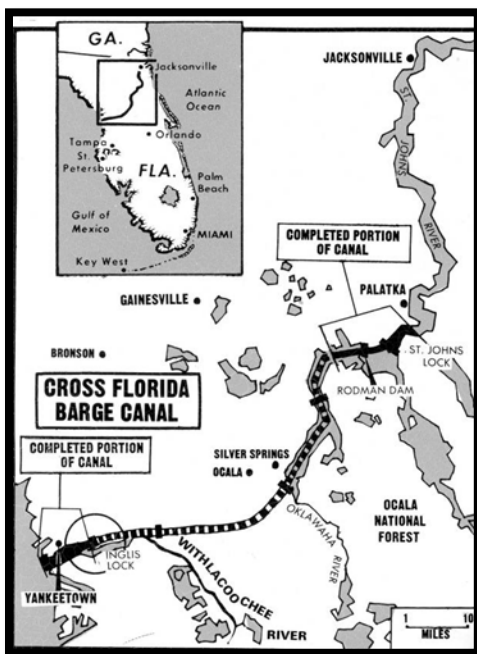 GA.
Jacksonville
Atlantic
Ocean
Orlando
Tampa
St.
Petersburg
FLA.
Palm
Beach
Gulf of
Mexico
MIAMI
Key West
JACKSONVILLE
ST. JOHNS RIVER
COMPLETED PORTION
OF CANAL
GAINESVILLE
PALATKA
BRONSON
ST. JOHNS
LOCK
RODMAN DAM
CROSS FLORIDA
BARGE CANAL
COMPLETED PORTION
OF CANAL
SILVER SPRINGS
OCALA
OCALA
NATIONAL
FOREST
OKLAWAHA RIVER
INGLIS
LOCK
WITHLACOOCHEE
RIVER
YANKEETOWN
1 10
MILES